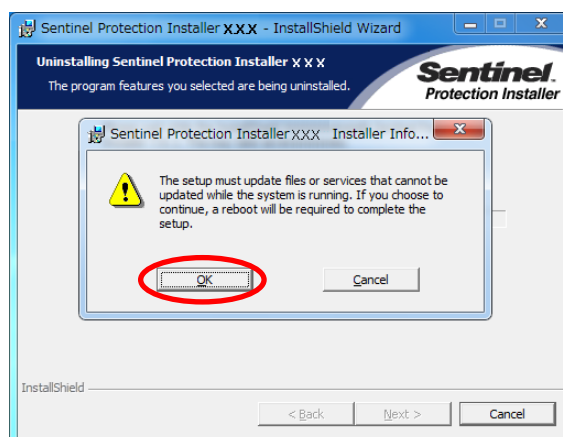 Sentinel Protection Installer X.X.X - InstallShield Wizard
Uninstalling Sentinel Protection Installer X X X
The program features you selected are being uninstalled.
Sentinel.
Protection Installer
Sentinel Protection Installer XXX Installer Info...
The setup must update files or services that cannot be
updated while the system is running. If you choose to
continue, a reboot will be required to complete the
setup.
OK
Cancel
InstallShield
< Back
Next >
Cancel